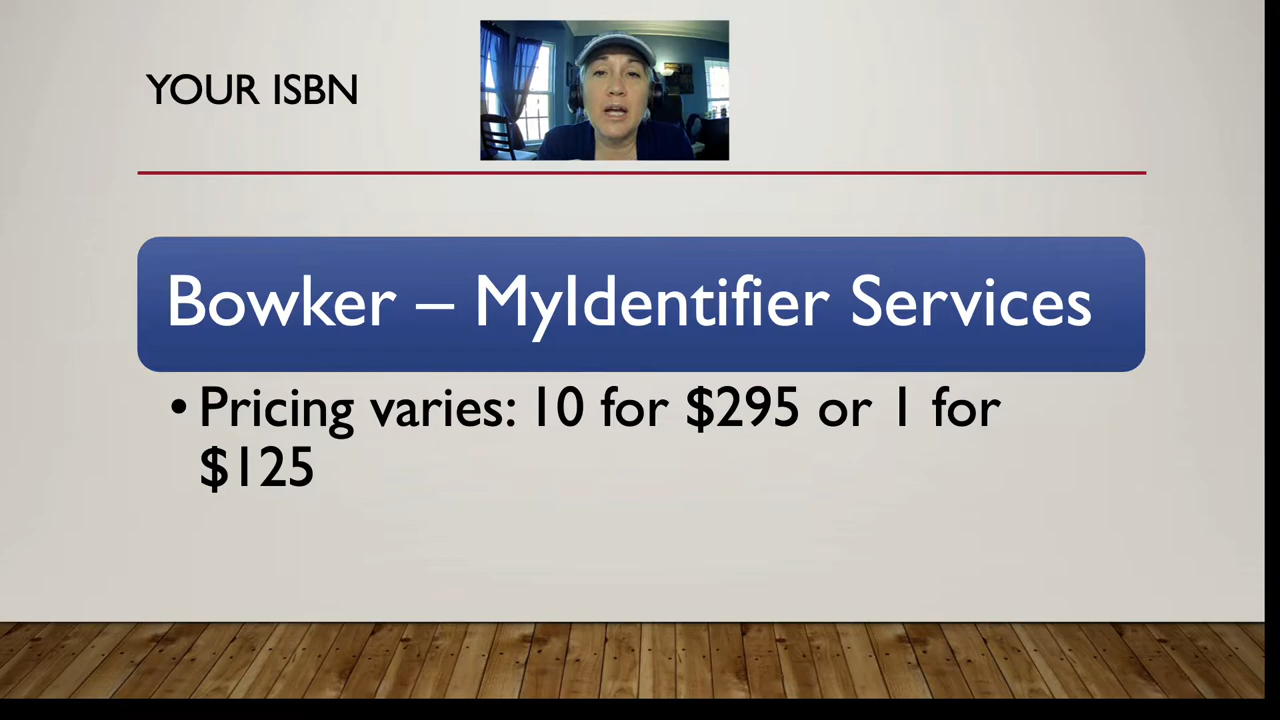 YOUR ISBN
Bowker – MyIdentifier Services
• Pricing varies: 10 for $295 or 1 for
$125